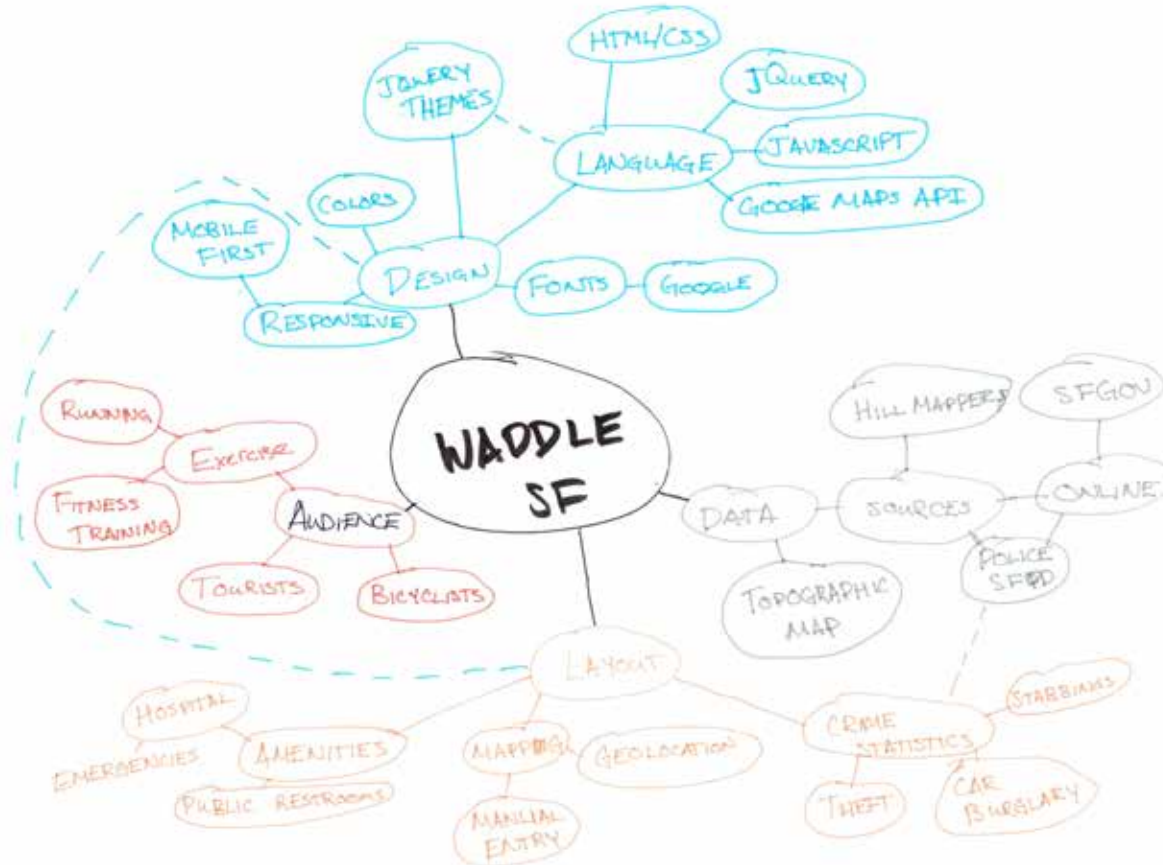 HTML/CSS
JQUERY
THEMES
JQUERY
LANGUAGE
JAVASCRIPT
GOOGLE MAPS API
COLORS
MOBILE
FIRST
DESIGN
FONTS
GOOGLE
RESPONSIVE
WADDLE
SF
HILL MAPPERS
SFGOV
RUNNING
EXERCISE
FITNESS
TRAINING
AUDIENCE
TOURISTS
BICYCLISTS
DATA
SOURCES
ONLINE
POLICE
SFPD
TOPOGRAPHIC
MAP
LAYOUT
HOSPITAL
EMERGENCIES
AMENITIES
PUBLIC RESTROOMS
MAPPING
GEOLOCATION
MANUAL
ENTRY
CRIME
STATISTICS
STABBINGS
THEFT
CAR
BURGLARY